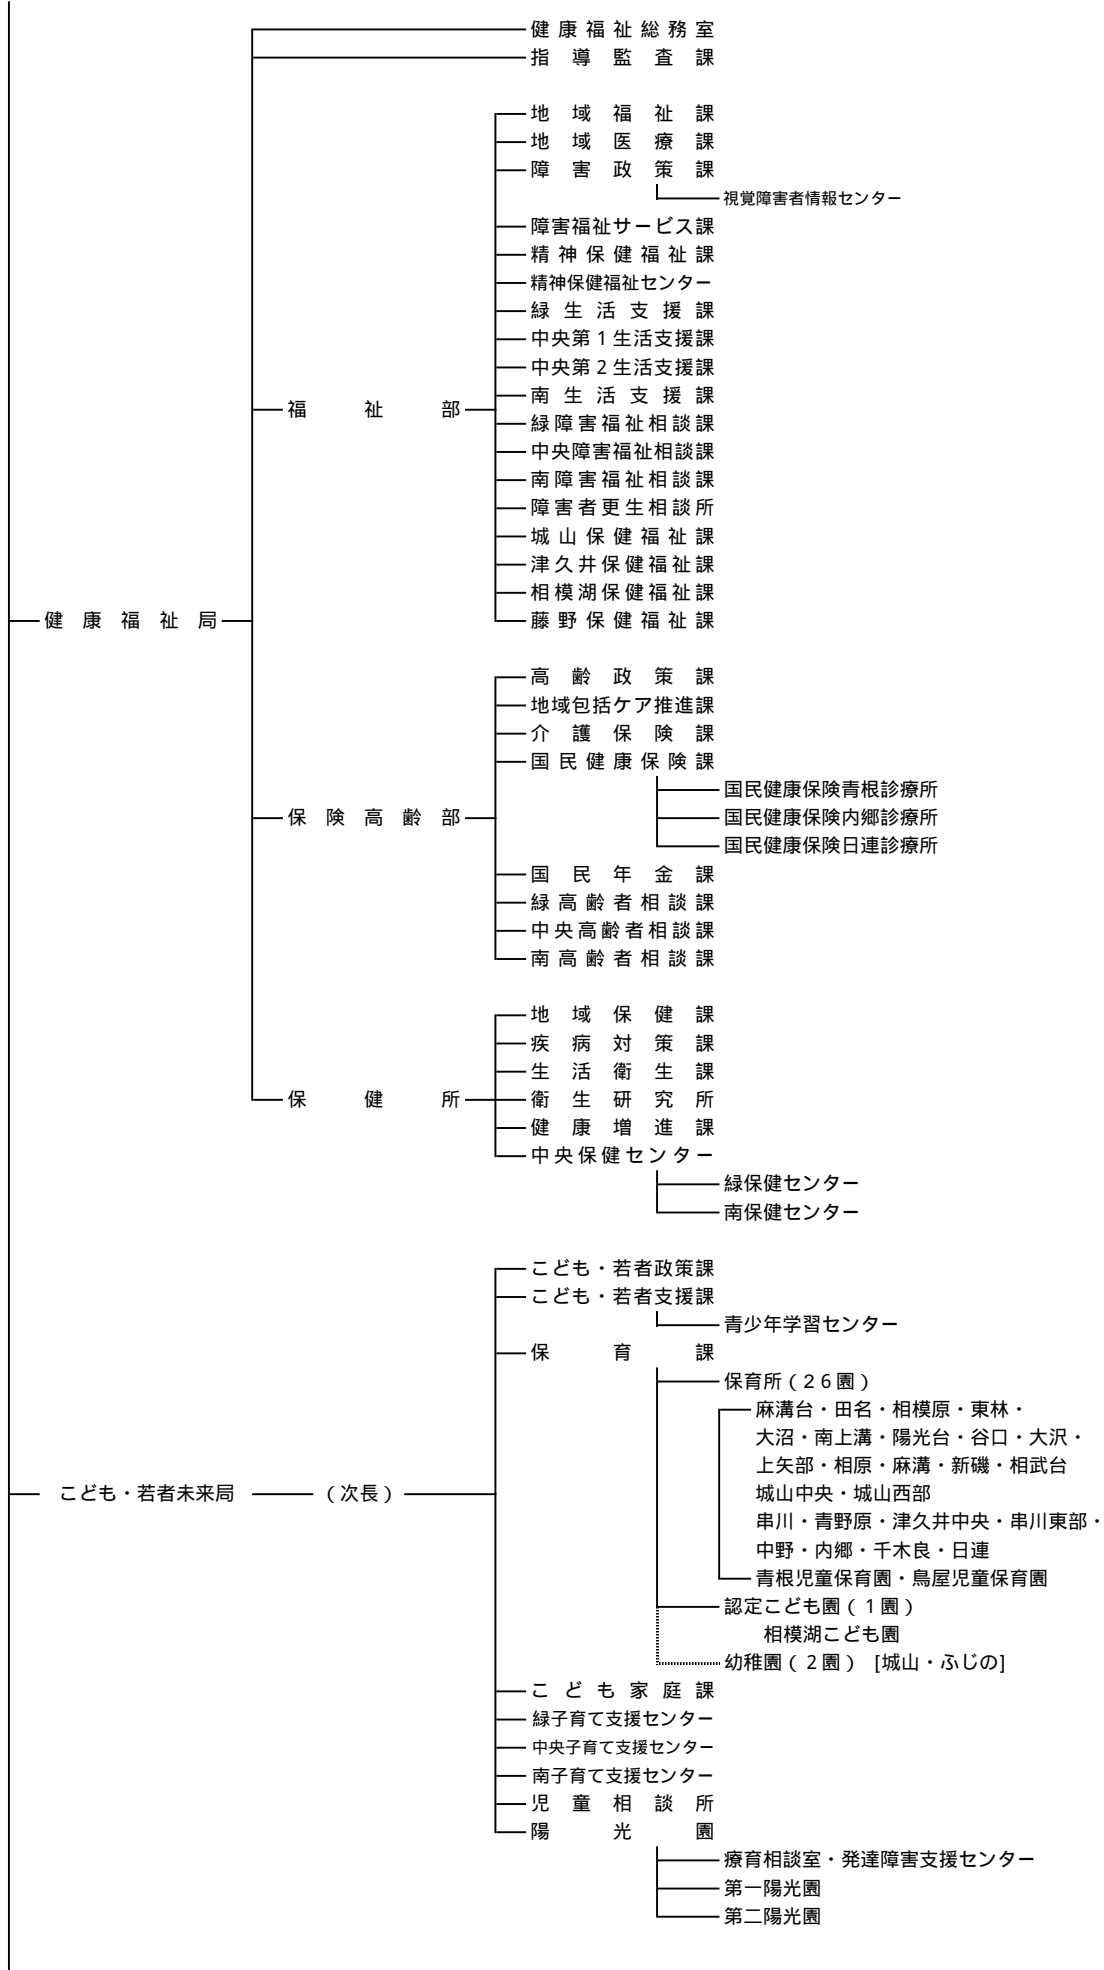 健康福祉総務室
指導監査課
地域福祉課
地域医療課
障害政策課
視覚障害者情報センター
障害福祉サービス課
精神保健福祉課
精神保健福祉センター
緑生活支援課
中央第1生活支援課
中央第2生活支援課
南生活支援課
福祉部
緑障害福祉相談課
中央障害福祉相談課
南障害福祉相談課
障害者更生相談所
城山保健福祉課
津久井保健福祉課
相模湖保健福祉課
健康福祉局
藤野保健福祉課
高齢政策課
地域包括ケア推進課
介護保険課
国民健康保険課
国民健康保険青根診療所
保険高齢部
国民健康保険内郷診療所
国民健康保険日連診療所
国民年金課
緑高齢者相談課
中央高齢者相談課
南高齢者相談課
地域保健課
疾病対策課
生活衛生課
保健所
衛生研究所
健康増進課
中央保健センター
緑保健センター
南保健センター
こども・若者政策課
こども・若者支援課
青少年学習センター
保育課
保育所(26園)
麻溝台・田名・相模原・東林・
大沼・南上溝・陽光台・谷口・大沢・
上矢部・相原・麻溝・新磯・相武台
城山中央・城山西部
こども・若者未来局 (次長)
串川・青野原・津久井中央・串川東部・
中野・内郷・千木良・日連
青根児童保育園・鳥屋児童保育園
認定こども園(1園)
相模湖こども園
幼稚園(2園) [城山・ふじの]
こども家庭課
緑子育て支援センター
中央子育て支援センター
南子育て支援センター
児童相談所
陽光園
療育相談室・発達障害支援センター
第一陽光園
第二陽光園